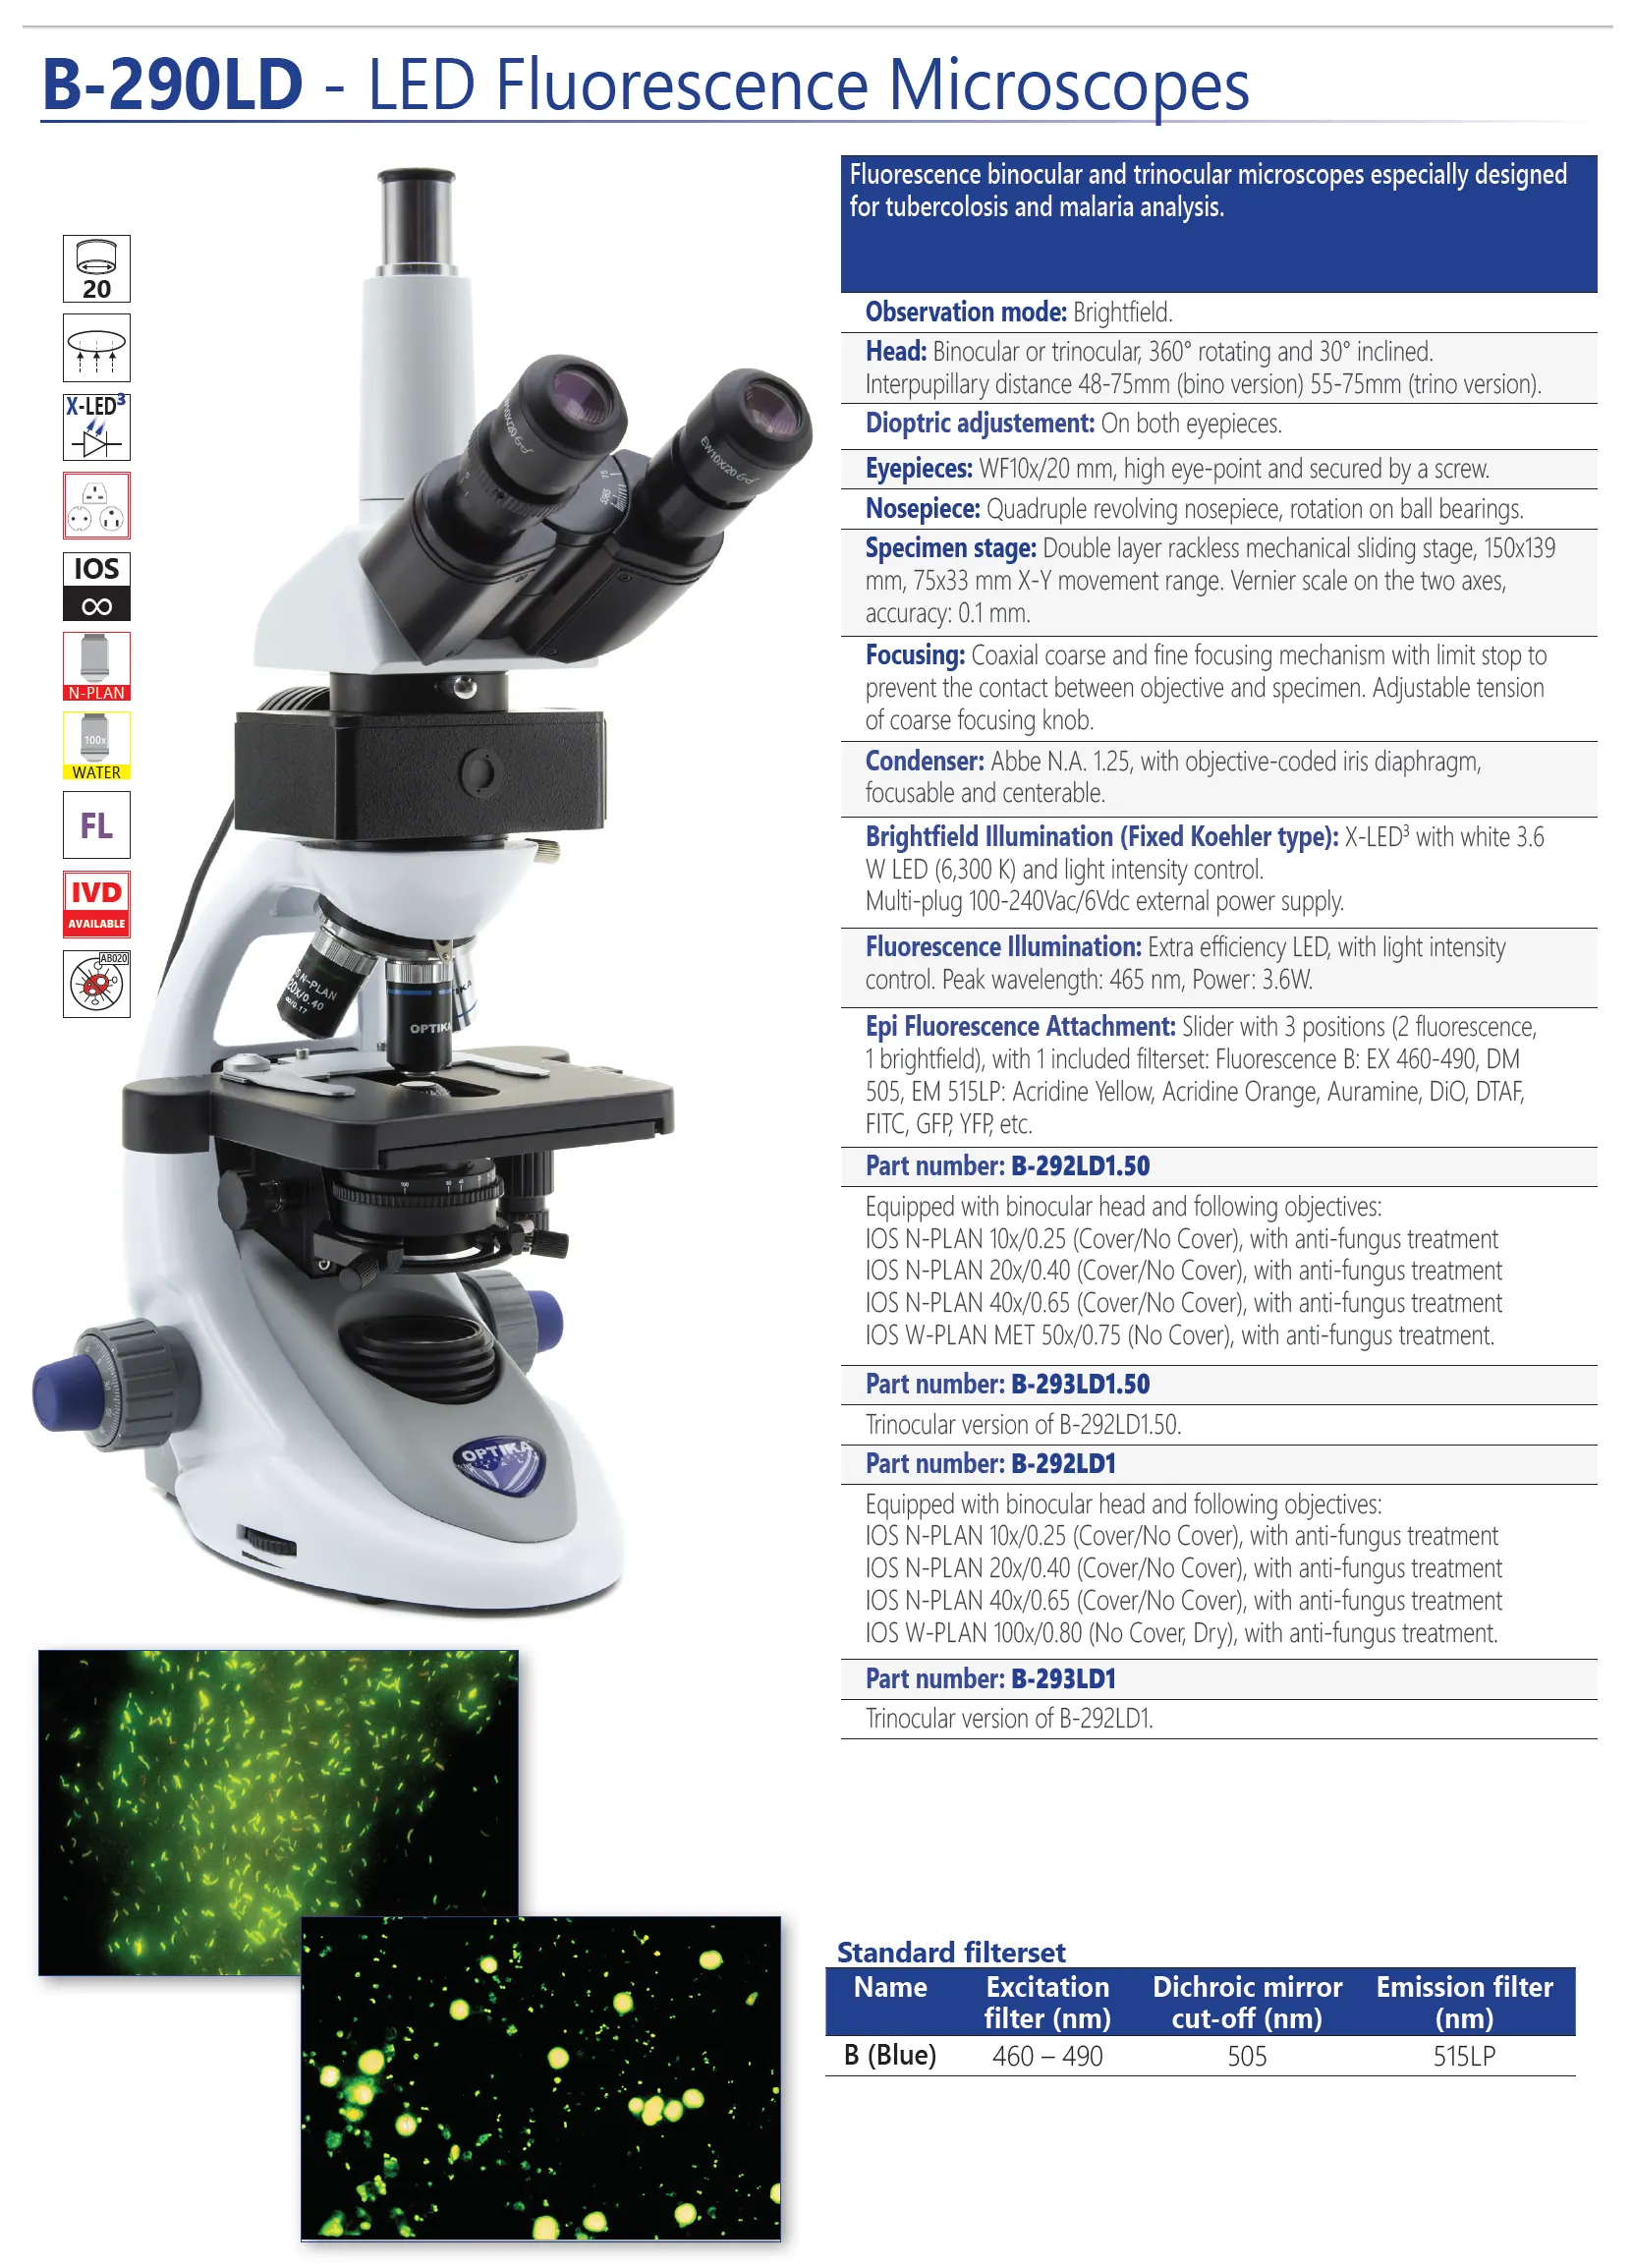 B-290LD - LED Fluorescence Microscopes
20
X-LED³
IOS
∞
N-PLAN
100x
WATER
FL
IVD
AVAILABLE
AB020
EW10X/20
N-PLAN
20x/0.40
∞/0.17
OPTIKA
OPTIKA
ITALY
Fluorescence binocular and trinocular microscopes especially designed
for tubercolosis and malaria analysis.
Observation mode: Brightfield.
Head: Binocular or trinocular, 360° rotating and 30° inclined.
Interpupillary distance 48-75mm (bino version) 55-75mm (trino version).
Dioptric adjustement: On both eyepieces.
Eyepieces: WF10x/20 mm, high eye-point and secured by a screw.
Nosepiece: Quadruple revolving nosepiece, rotation on ball bearings.
Specimen stage: Double layer rackless mechanical sliding stage, 150x139
mm, 75x33 mm X-Y movement range. Vernier scale on the two axes,
accuracy: 0.1 mm.
Focusing: Coaxial coarse and fine focusing mechanism with limit stop to
prevent the contact between objective and specimen. Adjustable tension
of coarse focusing knob.
Condenser: Abbe N.A. 1.25, with objective-coded iris diaphragm,
focusable and centerable.
Brightfield Illumination (Fixed Koehler type): X-LED³ with white 3.6
W LED (6,300 K) and light intensity control.
Multi-plug 100-240Vac/6Vdc external power supply.
Fluorescence Illumination: Extra efficiency LED, with light intensity
control. Peak wavelength: 465 nm, Power: 3.6W.
Epi Fluorescence Attachment: Slider with 3 positions (2 fluorescence,
1 brightfield), with 1 included filterset: Fluorescence B: EX 460-490, DM
505, EM 515LP: Acridine Yellow, Acridine Orange, Auramine, DiO, DTAF,
FITC, GFP, YFP, etc.
Part number: B-292LD1.50
Equipped with binocular head and following objectives:
IOS N-PLAN 10x/0.25 (Cover/No Cover), with anti-fungus treatment
IOS N-PLAN 20x/0.40 (Cover/No Cover), with anti-fungus treatment
IOS N-PLAN 40x/0.65 (Cover/No Cover), with anti-fungus treatment
IOS W-PLAN MET 50x/0.75 (No Cover), with anti-fungus treatment.
Part number: B-293LD1.50
Trinocular version of B-292LD1.50.
Part number: B-292LD1
Equipped with binocular head and following objectives:
IOS N-PLAN 10x/0.25 (Cover/No Cover), with anti-fungus treatment
IOS N-PLAN 20x/0.40 (Cover/No Cover), with anti-fungus treatment
IOS N-PLAN 40x/0.65 (Cover/No Cover), with anti-fungus treatment
IOS W-PLAN 100x/0.80 (No Cover, Dry), with anti-fungus treatment.
Part number: B-293LD1
Trinocular version of B-292LD1.
Standard filterset
Name Excitation filter (nm) Dichroic mirror cut-off (nm) Emission filter (nm)
B (Blue) 460 – 490 505 515LP